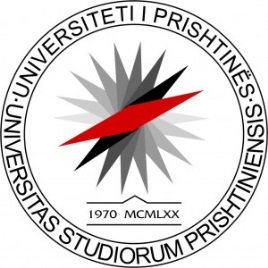 · UNIVERSITETI I PRISHTINËS ·
UNIVERSITAS STUDIORUM PRISHTINIENSIS
1970 MCMLXX